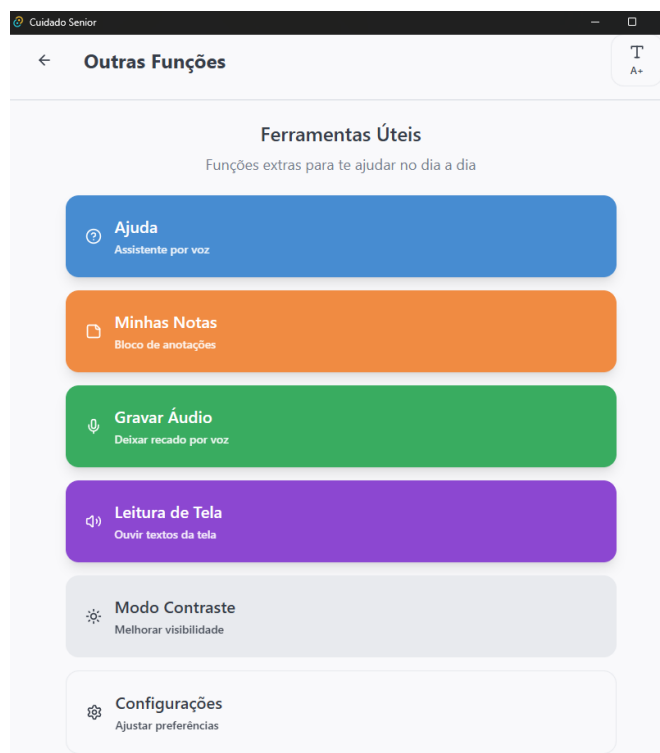 Cuidado Senior
Outras Funções
T
A+
Ferramentas Úteis
Funções extras para te ajudar no dia a dia
Ajuda
Assistente por voz
Minhas Notas
Bloco de anotações
Gravar Áudio
Deixar recado por voz
Leitura de Tela
Ouvir textos da tela
Modo Contraste
Melhorar visibilidade
Configurações
Ajustar preferências